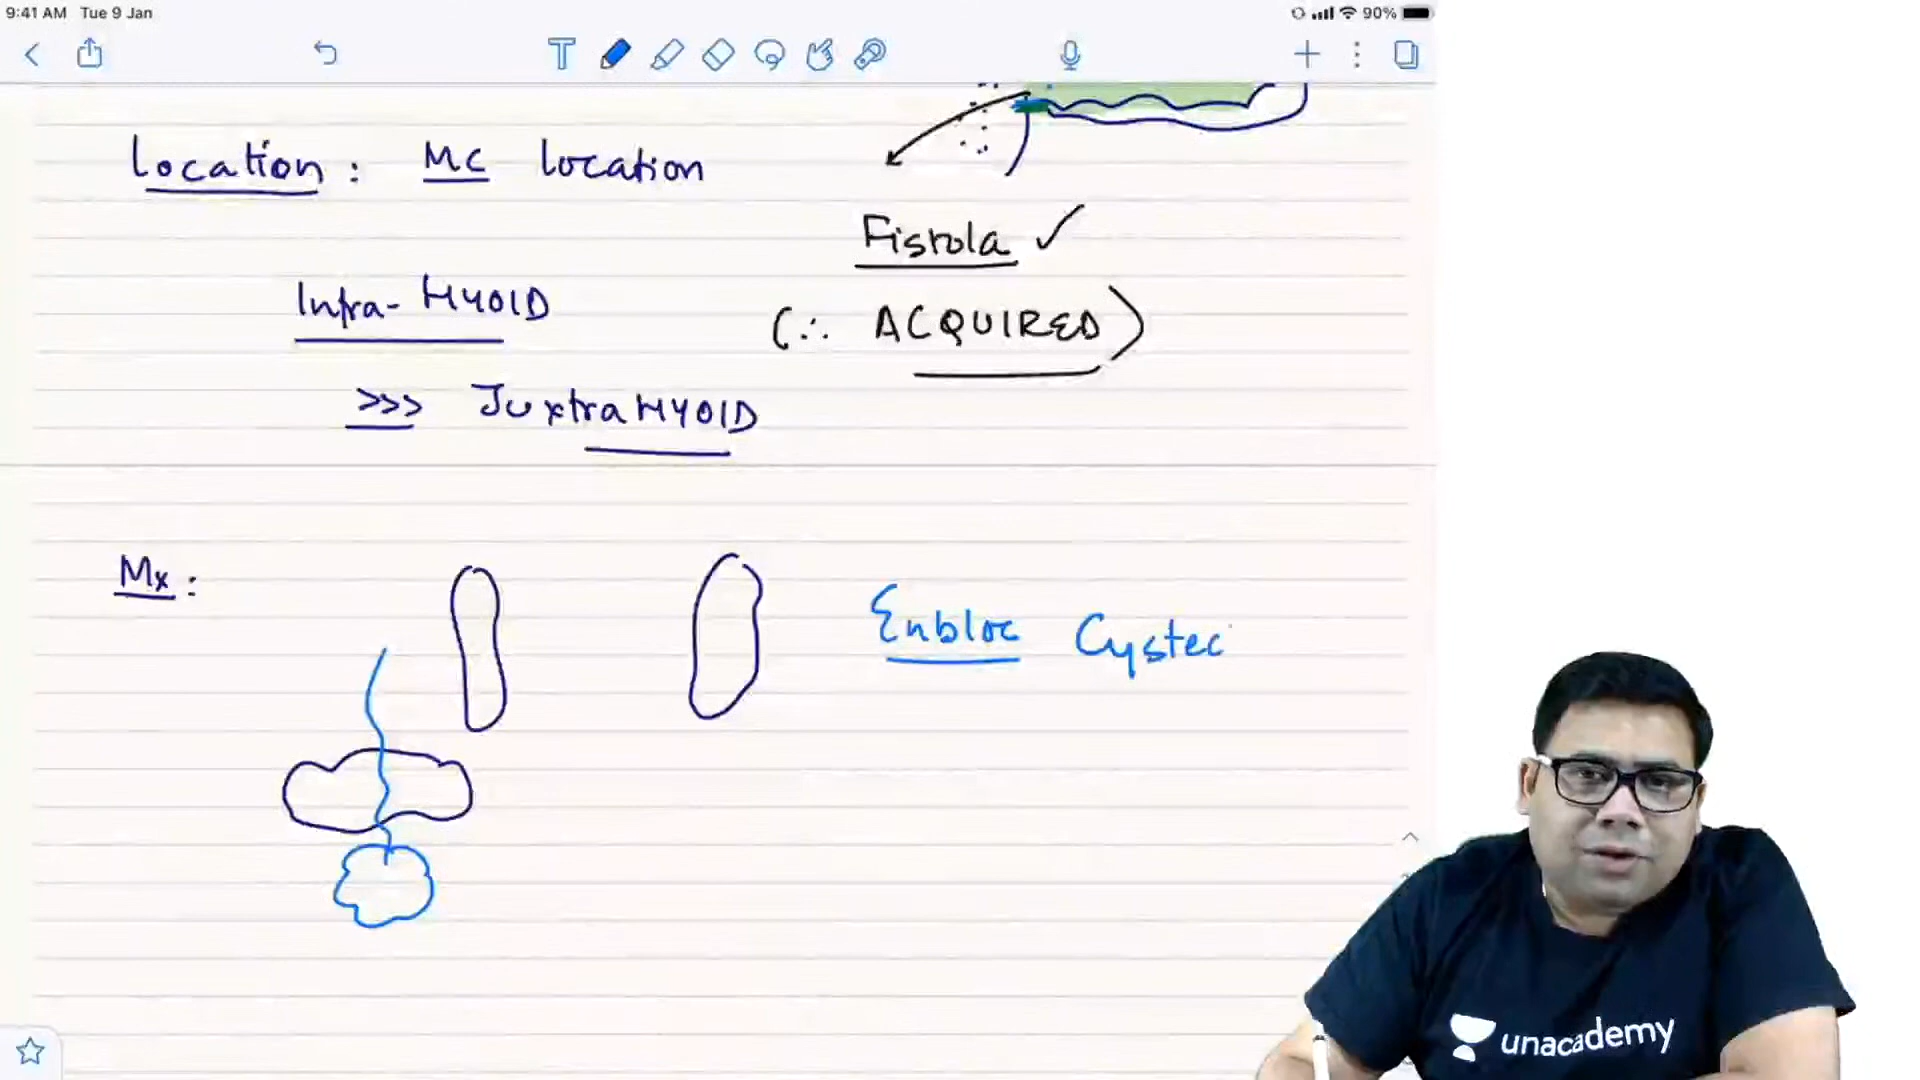 9:41 AM Tue 9 Jan
90%
Location : MC location
Fistula ✓
Infra-HYOID
(∴ ACQUIRED)
>>> JuxtraHYOID
Mx :
Enbloc Cystec
unacademy